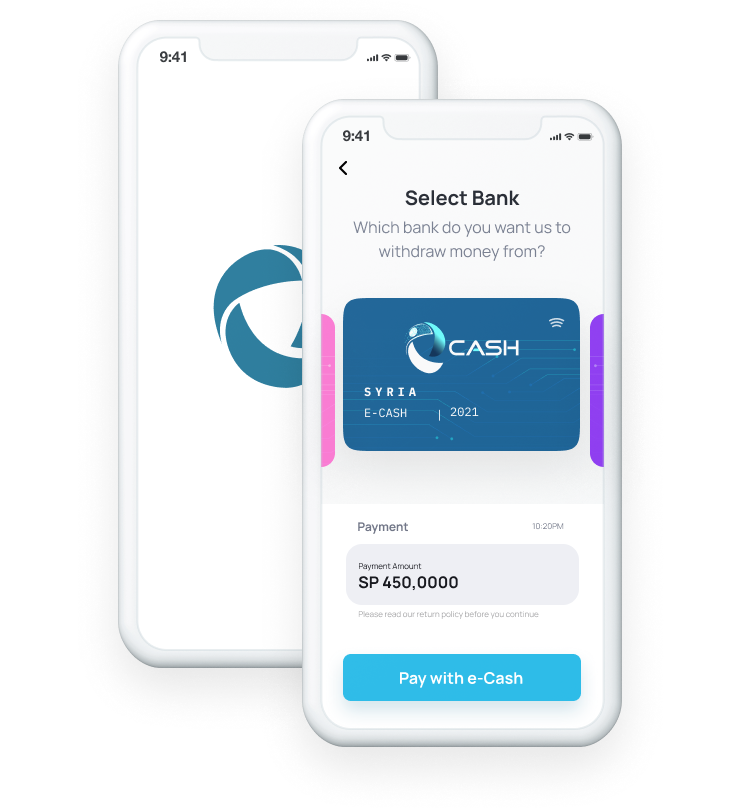 9:41
9:41
Select Bank
Which bank do you want us to
withdraw money from?
CASH
SYRIA
E-CASH | 2021
Payment 10:20PM
Payment Amount
SP 450,0000
Please read our return policy before you continue
Pay with e-Cash